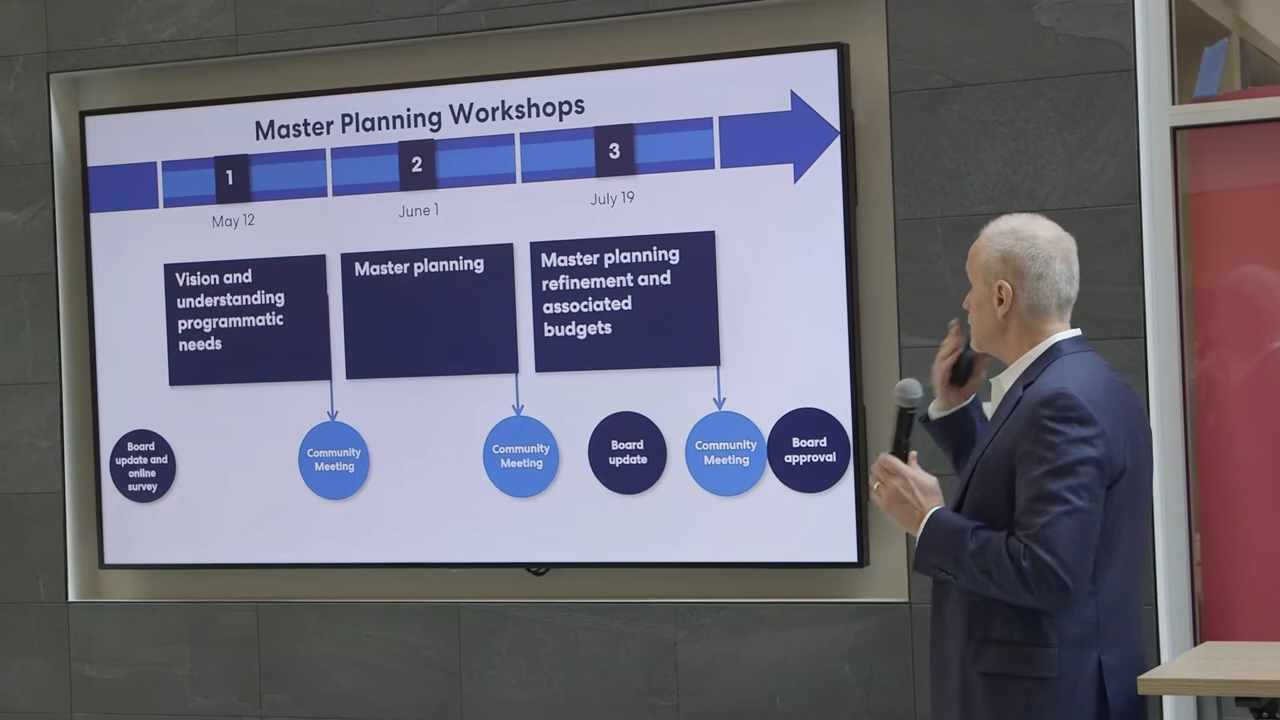 Master Planning Workshops
1
2
3
May 12
June 1
July 19
Vision and
understanding
programmatic
needs
Master planning
Master planning
refinement and
associated
budgets
Board
update and
online
survey
Community
Meeting
Community
Meeting
Board
update
Community
Meeting
Board
approval